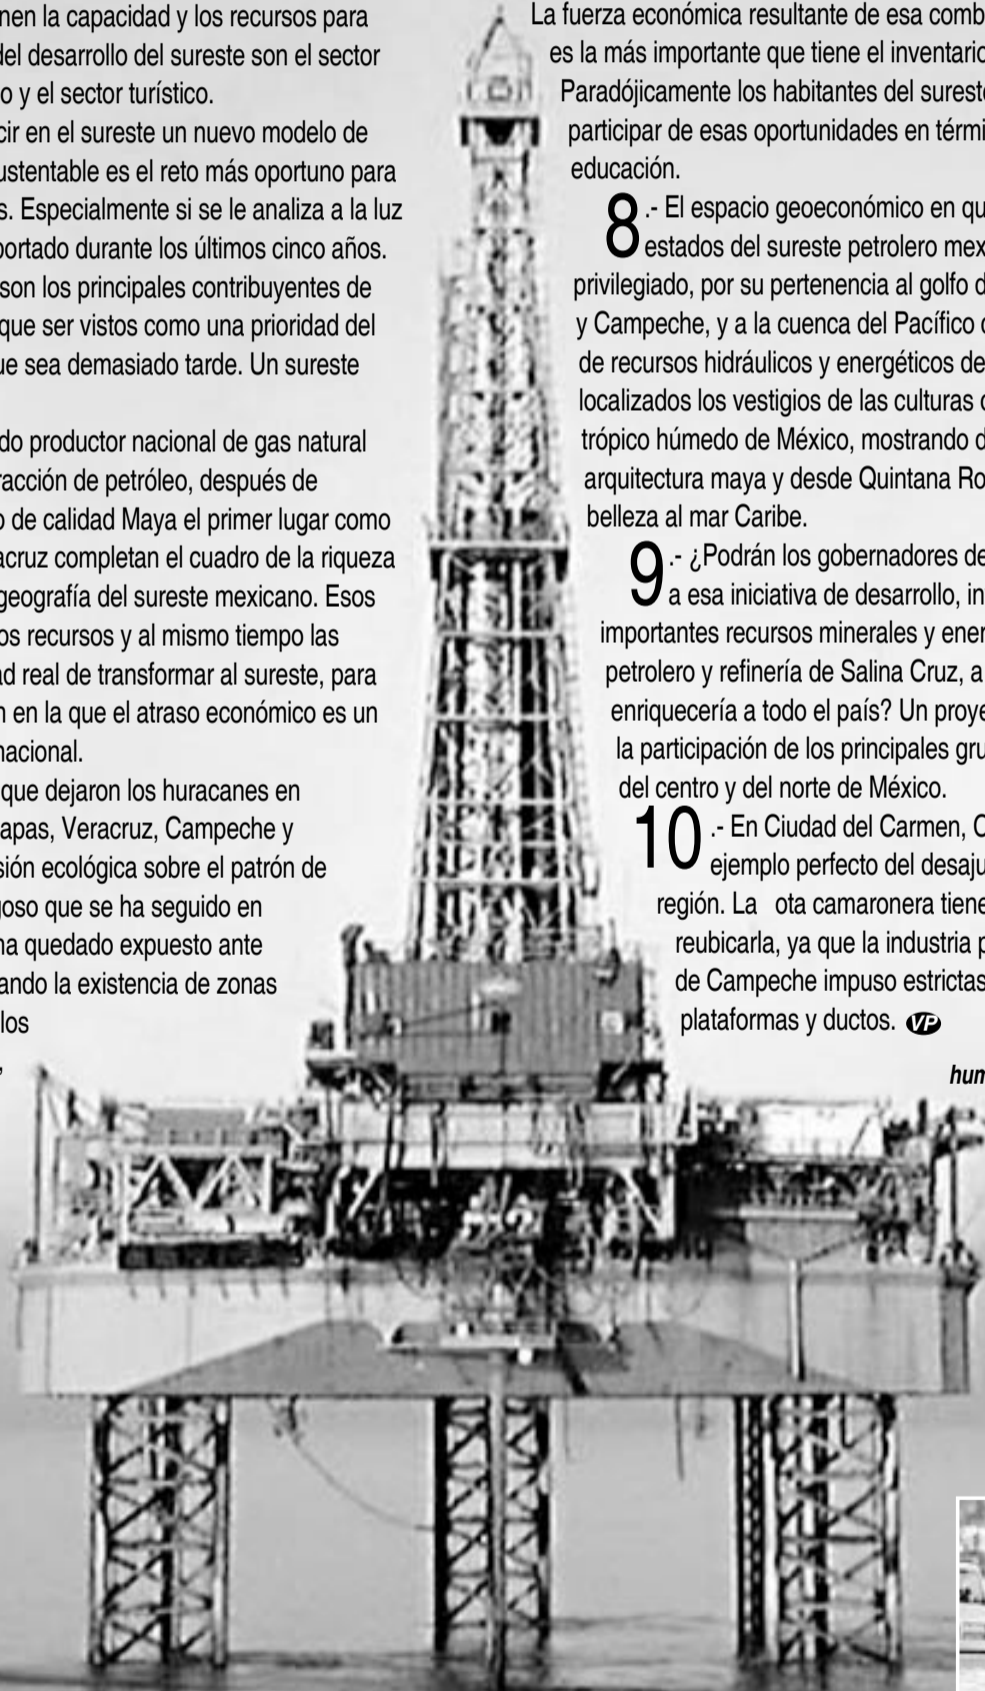 nen la capacidad y los recursos para
del desarrollo del sureste son el sector
o y el sector turístico.
cir en el sureste un nuevo modelo de
ustentable es el reto más oportuno para
s. Especialmente si se le analiza a la luz
portado durante los últimos cinco años.
son los principales contribuyentes de
que ser vistos como una prioridad del
ue sea demasiado tarde. Un sureste
do productor nacional de gas natural
racción de petróleo, después de
o de calidad Maya el primer lugar como
acruz completan el cuadro de la riqueza
geografía del sureste mexicano. Esos
os recursos y al mismo tiempo las
ad real de transformar al sureste, para
n en la que el atraso económico es un
nacional.
que dejaron los huracanes en
apas, Veracruz, Campeche y
sión ecológica sobre el patrón de
goso que se ha seguido en
ha quedado expuesto ante
ando la existencia de zonas
los
,
La fuerza económica resultante de esa comb
es la más importante que tiene el inventario
Paradójicamente los habitantes del sureste
participar de esas oportunidades en térmi
educación.
8.- El espacio geoeconómico en qu
estados del sureste petrolero mex
privilegiado, por su pertenencia al golfo d
y Campeche, y a la cuenca del Pacífico
de recursos hidráulicos y energéticos de
localizados los vestigios de las culturas
trópico húmedo de México, mostrando d
arquitectura maya y desde Quintana Ro
belleza al mar Caribe.
9.- ¿Podrán los gobernadores de
a esa iniciativa de desarrollo, in
importantes recursos minerales y ener
petrolero y refinería de Salina Cruz, a
enriquecería a todo el país? Un proye
la participación de los principales gru
del centro y del norte de México.
10.- En Ciudad del Carmen, C
ejemplo perfecto del desaju
región. La ota camaronera tiene
reubicarla, ya que la industria p
de Campeche impuso estrictas
plataformas y ductos. VP
hum